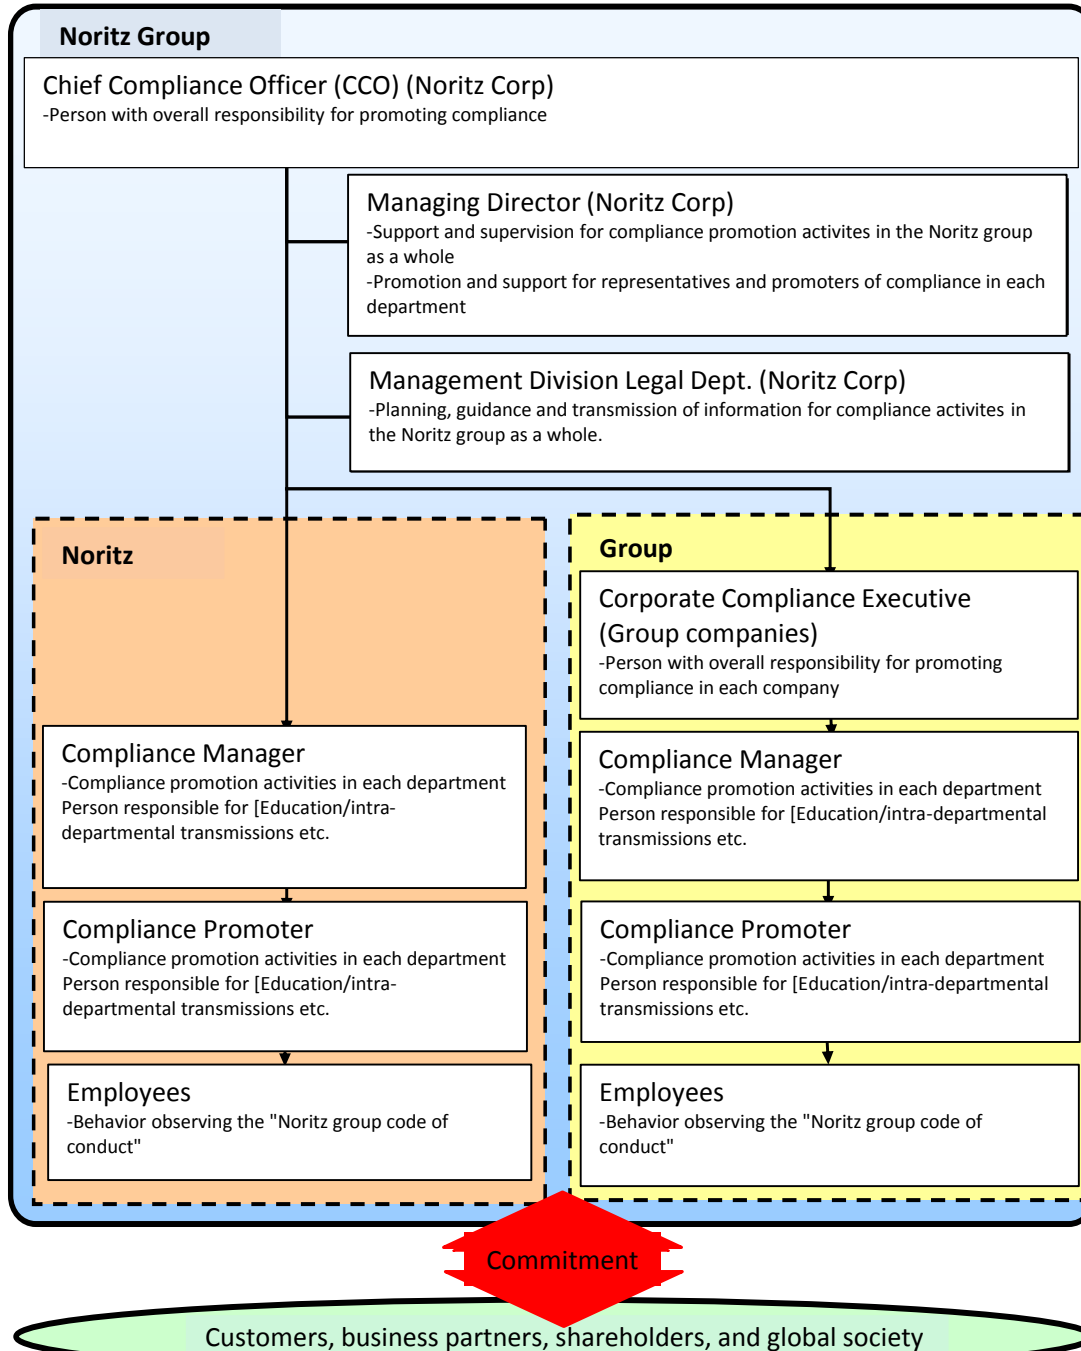 Noritz Group
Chief Compliance Officer (CCO) (Noritz Corp)
-Person with overall responsibility for promoting compliance
Managing Director (Noritz Corp)
-Support and supervision for compliance promotion activites in the Noritz group
as a whole
-Promotion and support for representatives and promoters of compliance in each
department
Management Division Legal Dept. (Noritz Corp)
-Planning, guidance and transmission of information for compliance activites in
the Noritz group as a whole.
Noritz
Compliance Manager
-Compliance promotion activities in each department
Person responsible for [Education/intra-
departmental transmissions etc.
Compliance Promoter
-Compliance promotion activities in each department
Person responsible for [Education/intra-
departmental transmissions etc.
Employees
-Behavior observing the "Noritz group code of
conduct"
Group
Corporate Compliance Executive
(Group companies)
-Person with overall responsibility for promoting
compliance in each company
Compliance Manager
-Compliance promotion activities in each department
Person responsible for [Education/intra-departmental
transmissions etc.
Compliance Promoter
-Compliance promotion activities in each department
Person responsible for [Education/intra-departmental
transmissions etc.
Employees
-Behavior observing the "Noritz group code of
conduct"
Commitment
Customers, business partners, shareholders, and global society